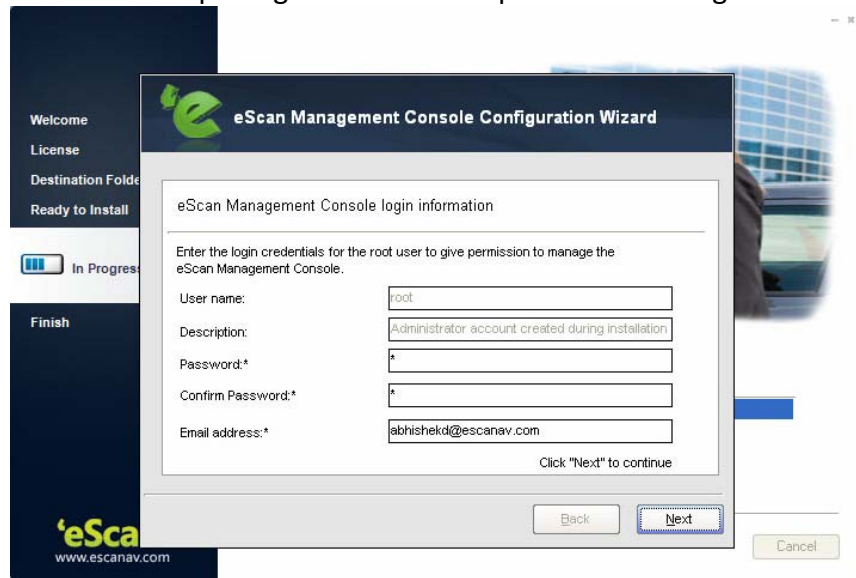 eScan Management Console Configuration Wizard
Welcome
License
Destination Folde
Ready to Install
In Progres
Finish
eScan Management Console login information
Enter the login credentials for the root user to give permission to manage the
eScan Management Console.
User name:
root
Description:
Administrator account created during installation
Password:*
*
Confirm Password:*
*
Email address:*
abhishekd@escanav.com
Click "Next" to continue
Back
Next
Cancel
eSca
www.escanav.com